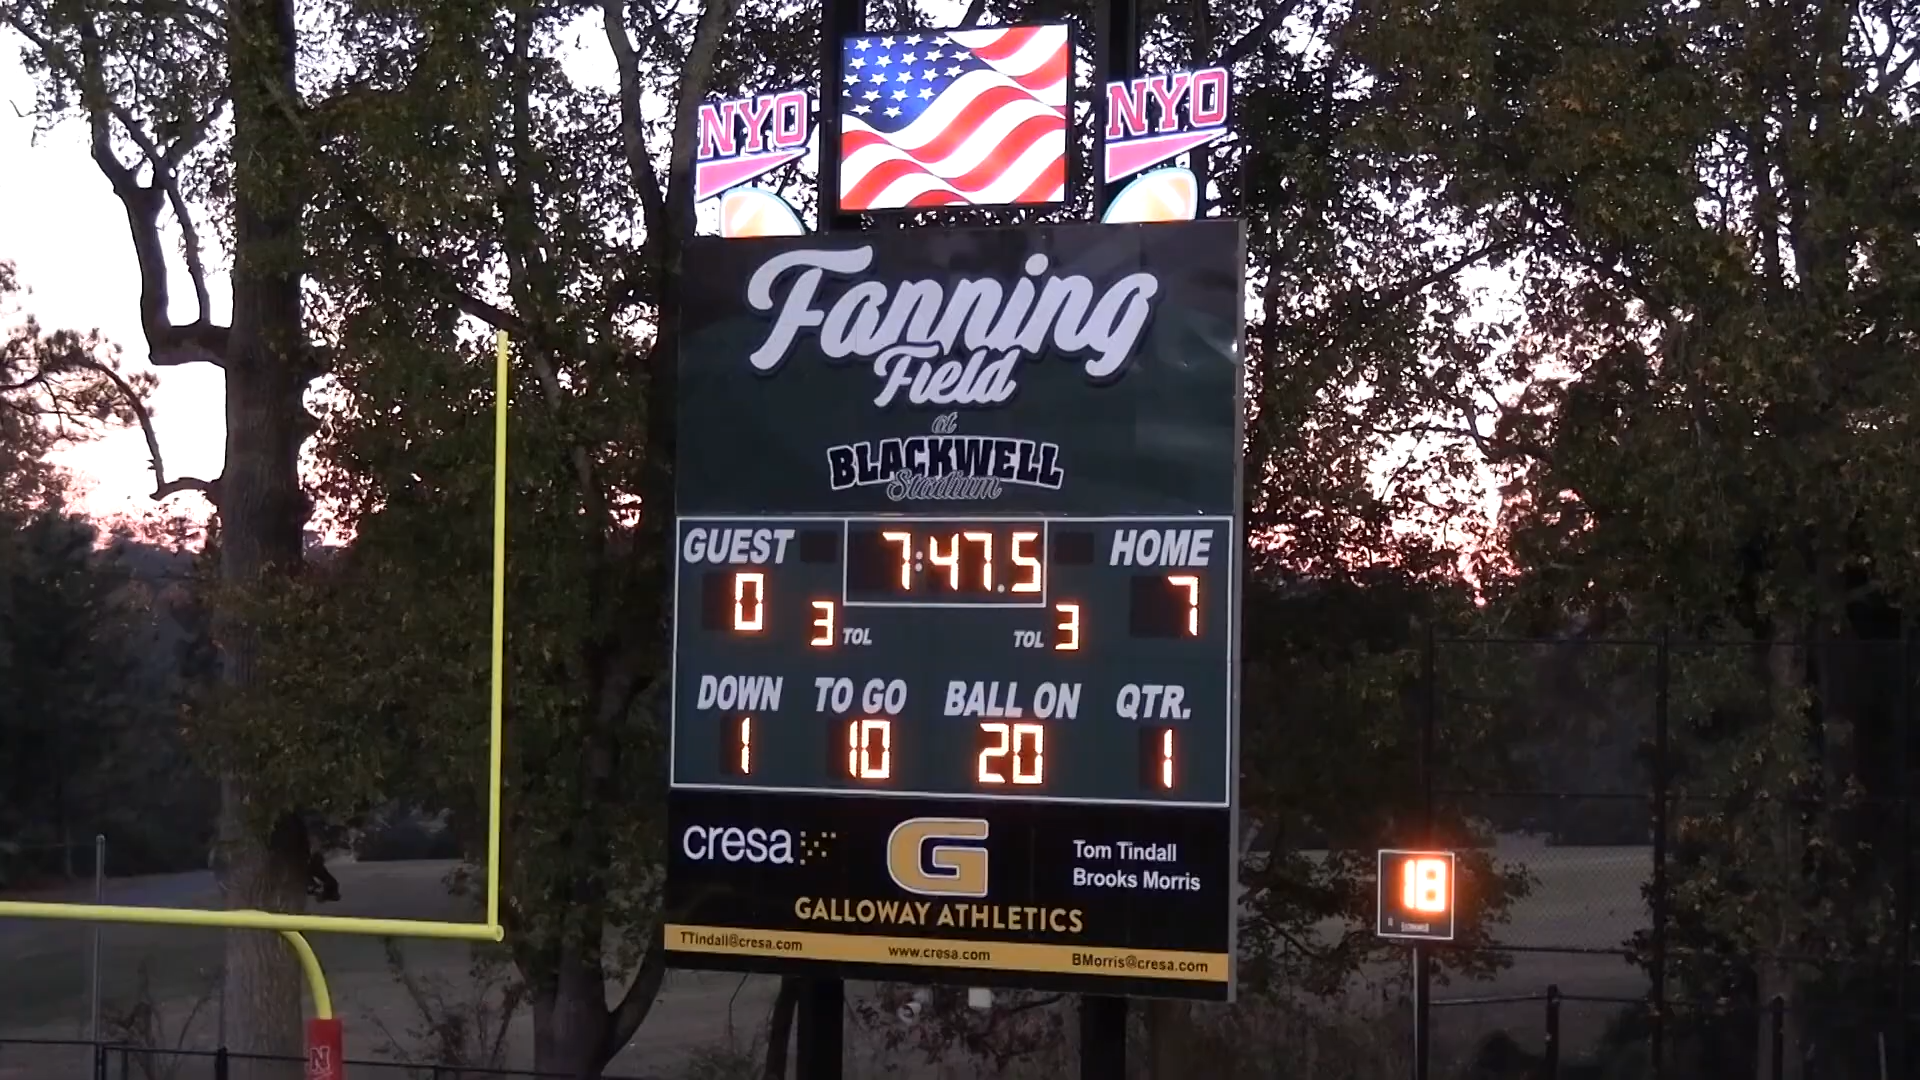 NYO
NYO
Fanning
Field
at
BLACKWELL
Stadium
GUEST 7:47.5 HOME
0 3 TOL TOL 3 7
DOWN TO GO BALL ON QTR.
1 10 20 1
cresa G Tom Tindall
Brooks Morris
GALLOWAY ATHLETICS
TTindall@cresa.com www.cresa.com BMorris@cresa.com
18
N